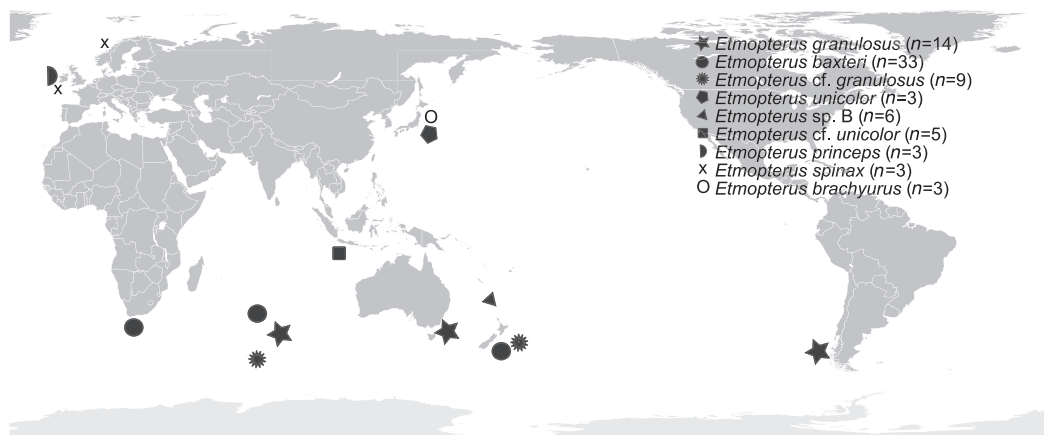 Etmopterus granulosus (n=14)
Etmopterus baxteri (n=33)
Etmopterus cf. granulosus (n=9)
Etmopterus unicolor (n=3)
Etmopterus sp. B (n=6)
Etmopterus cf. unicolor (n=5)
Etmopterus princeps (n=3)
x Etmopterus spinax (n=3)
O Etmopterus brachyurus (n=3)
x
x
O